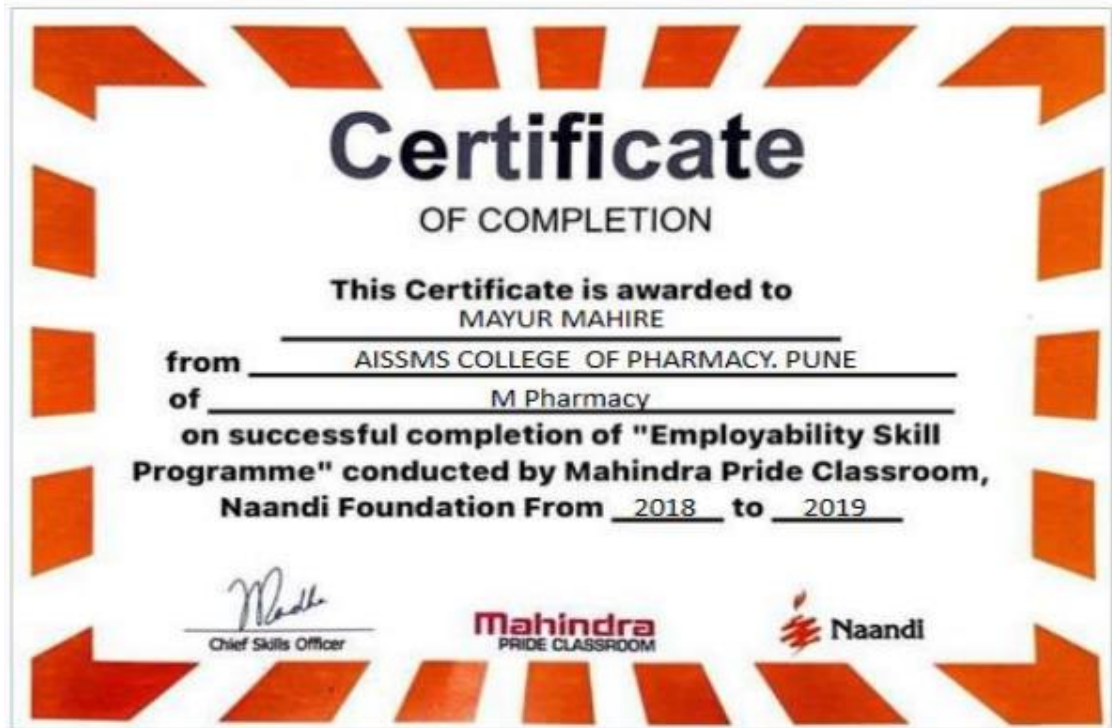 Certificate
OF COMPLETION
This Certificate is awarded to
MAYUR MAHIRE
from AISSMS COLLEGE OF PHARMACY. PUNE
of M Pharmacy
on successful completion of "Employability Skill
Programme" conducted by Mahindra Pride Classroom,
Naandi Foundation From 2018 to 2019
Chief Skills Officer
Mahindra
PRIDE CLASSROOM
Naandi